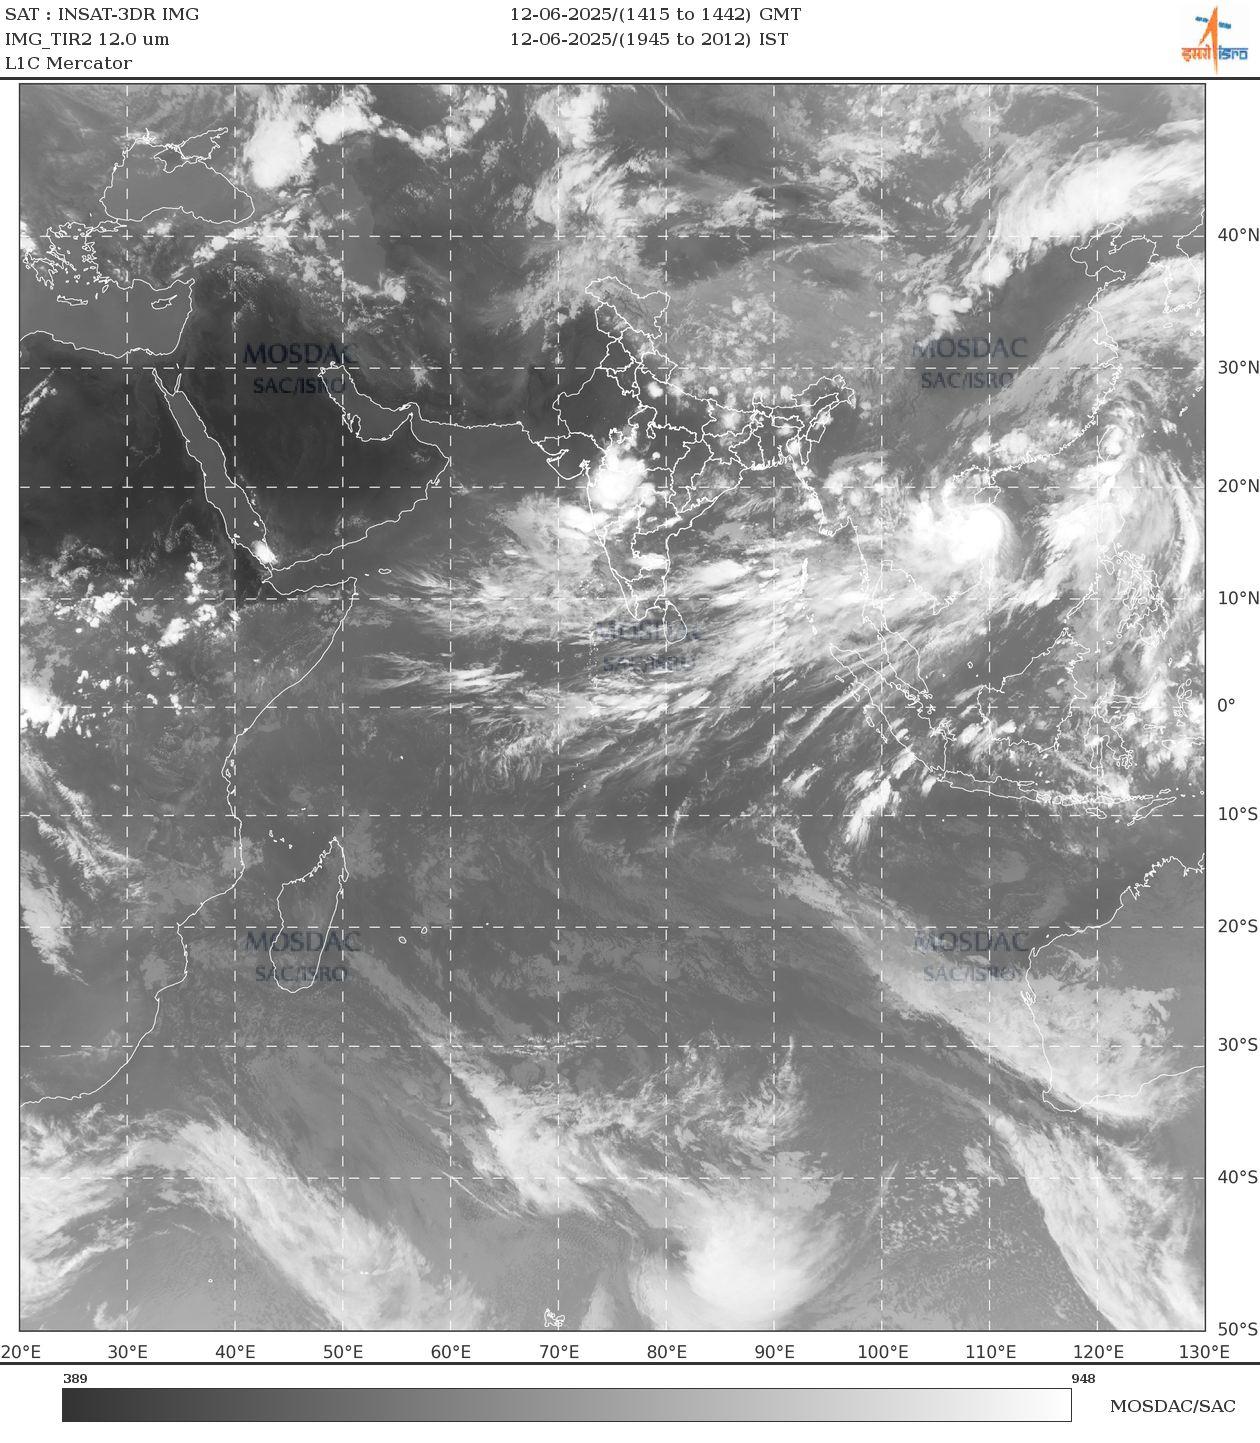 SAT : INSAT-3DR IMG
IMG_TIR2 12.0 um
L1C Mercator
12-06-2025/(1415 to 1442) GMT
12-06-2025/(1945 to 2012) IST
इसरो isro
40°N
MOSDAC
SAC/ISRO
MOSDAC
SAC/ISRO
30°N
20°N
10°N
MOSDAC
SAC/ISRO
0°
10°S
20°S
MOSDAC
SAC/ISRO
MOSDAC
SAC/ISRO
30°S
40°S
50°S
20°E 30°E 40°E 50°E 60°E 70°E 80°E 90°E 100°E 110°E 120°E 130°E
389 948
MOSDAC/SAC